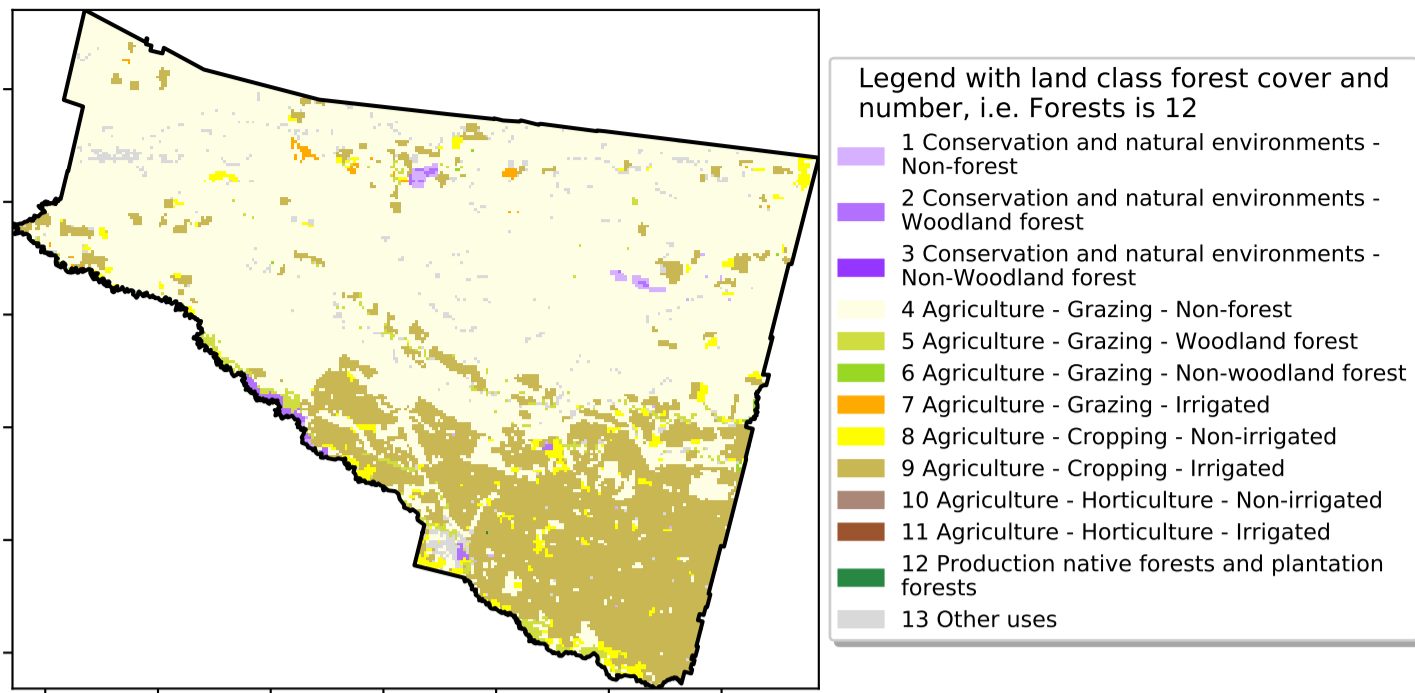 Legend with land class forest cover and
number, i.e. Forests is 12
1 Conservation and natural environments -
Non-forest
2 Conservation and natural environments -
Woodland forest
3 Conservation and natural environments -
Non-Woodland forest
4 Agriculture - Grazing - Non-forest
5 Agriculture - Grazing - Woodland forest
6 Agriculture - Grazing - Non-woodland forest
7 Agriculture - Grazing - Irrigated
8 Agriculture - Cropping - Non-irrigated
9 Agriculture - Cropping - Irrigated
10 Agriculture - Horticulture - Non-irrigated
11 Agriculture - Horticulture - Irrigated
12 Production native forests and plantation
forests
13 Other uses